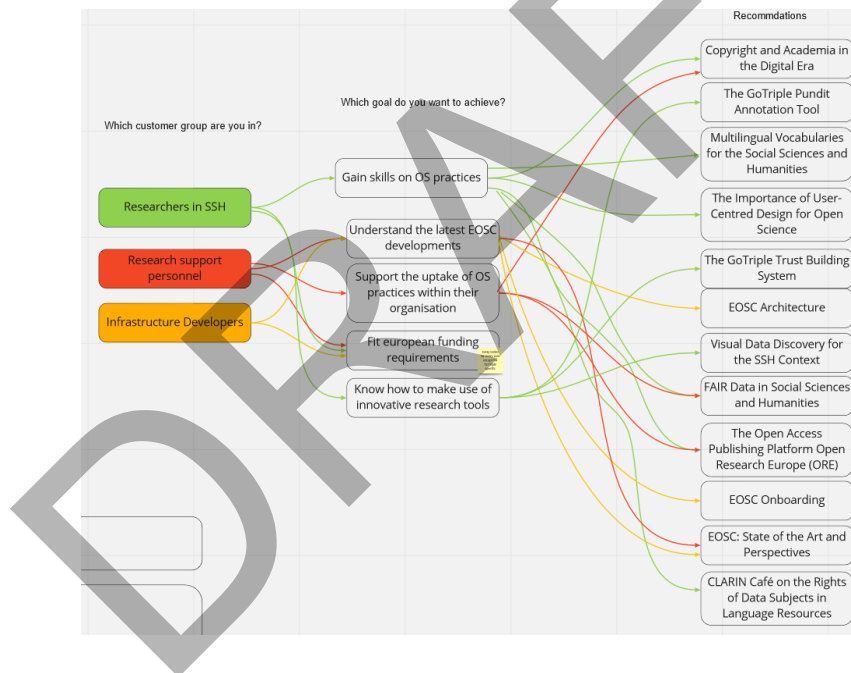 Recommdations
Which goal do you want to achieve?
Which customer group are you in?
Researchers in SSH
Research support
personnel
Infrastructure Developers
Gain skills on OS practices
Understand the latest EOSC
developments
Support the uptake of OS
practices within their
organisation
Fit european funding
requirements
Know how to make use of
innovative research tools
Copyright and Academia in
the Digital Era
The GoTriple Pundit
Annotation Tool
Multilingual Vocabularies
for the Social Sciences and
Humanities
The Importance of User-
Centred Design for Open
Science
The GoTriple Trust Building
System
EOSC Architecture
Visual Data Discovery for
the SSH Context
FAIR Data in Social Sciences
and Humanities
The Open Access
Publishing Platform Open
Research Europe (ORE)
EOSC Onboarding
EOSC: State of the Art and
Perspectives
CLARIN Café on the Rights
of Data Subjects in
Language Resources
DRAFT